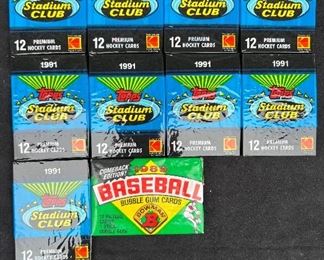 Stadium CLUB Stadium CLUB Stadium CLUB Stadium CLUB
12 PREMIUM HOCKEY CARDS 12 PREMIUM HOCKEY CARDS 12 PREMIUM HOCKEY CARDS 12 PREMIUM HOCKEY CARDS
1991 1991 1991 1991
Topps Topps Topps Topps
Stadium CLUB Stadium CLUB Stadium CLUB Stadium CLUB
12 PREMIUM HOCKEY CARDS 12 PREMIUM HOCKEY CARDS 12 PREMIUM HOCKEY CARDS 12 PREMIUM HOCKEY CARDS
1991
Topps
Stadium CLUB
12 PREMIUM HOCKEY CARDS
COMEBACK EDITION!
1989
BASEBALL
BUBBLE GUM CARDS
BOWMAN
B